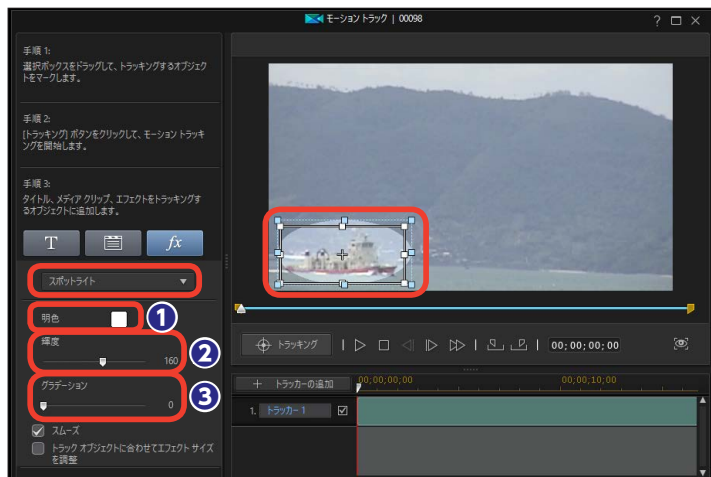 モーション トラック | 00098
? □ ×
手順 1:
選択ボックスをドラッグして、トラッキングするオブジェク
トをマークします。
手順 2:
[トラッキング] ボタンをクリックして、モーション トラッキ
ングを開始します。
手順 3:
タイトル、メディア クリップ、エフェクトをトラッキングす
るオブジェクトに追加します。
T fx
スポットライト
明色 1
輝度 2
160
グラデーション 3
0
スムーズ
トラック オブジェクトに合わせてエフェクト サイズ
を調整
トラッキング 00;00;00;00
+ トラッカーの追加 00;00;00;00 00;00;10;00
1. トラッカー 1